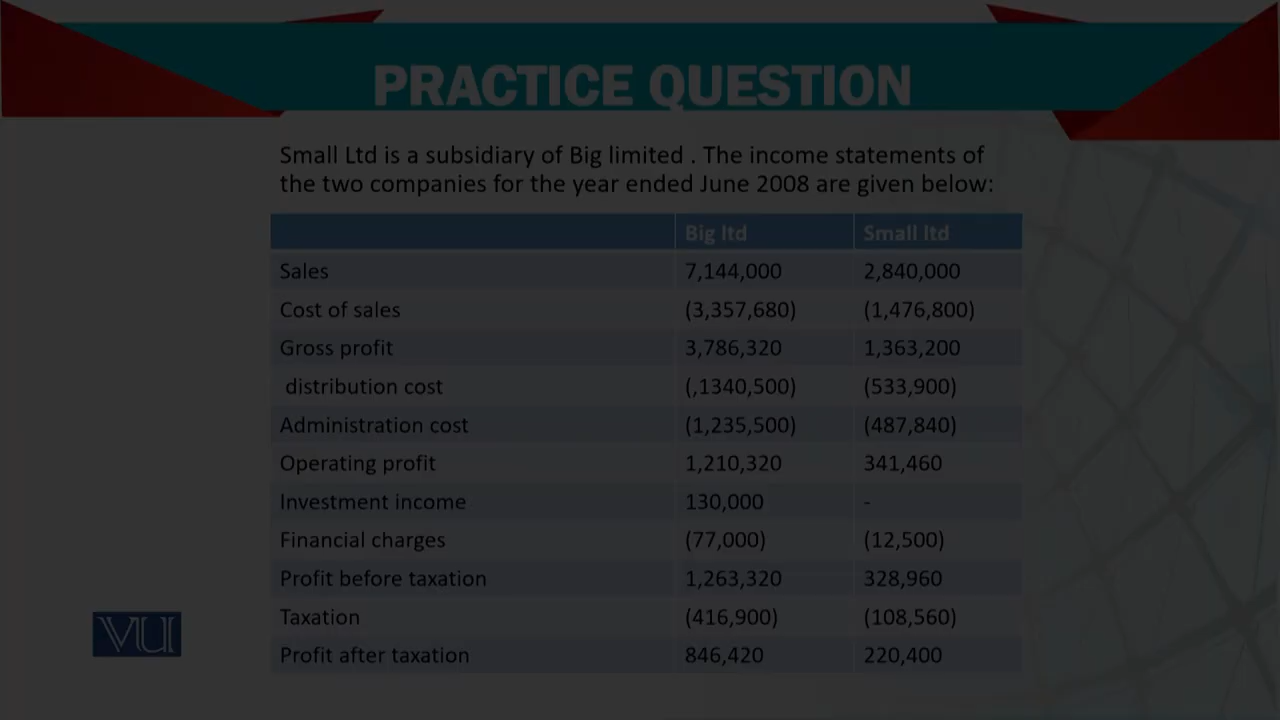 PRACTICE QUESTION
Small Ltd is a subsidiary of Big limited . The income statements of
the two companies for the year ended June 2008 are given below:
Big ltd Small ltd
Sales 7,144,000 2,840,000
Cost of sales (3,357,680) (1,476,800)
Gross profit 3,786,320 1,363,200
distribution cost (,1340,500) (533,900)
Administration cost (1,235,500) (487,840)
Operating profit 1,210,320 341,460
Investment income 130,000 -
Financial charges (77,000) (12,500)
Profit before taxation 1,263,320 328,960
Taxation (416,900) (108,560)
Profit after taxation 846,420 220,400
VU